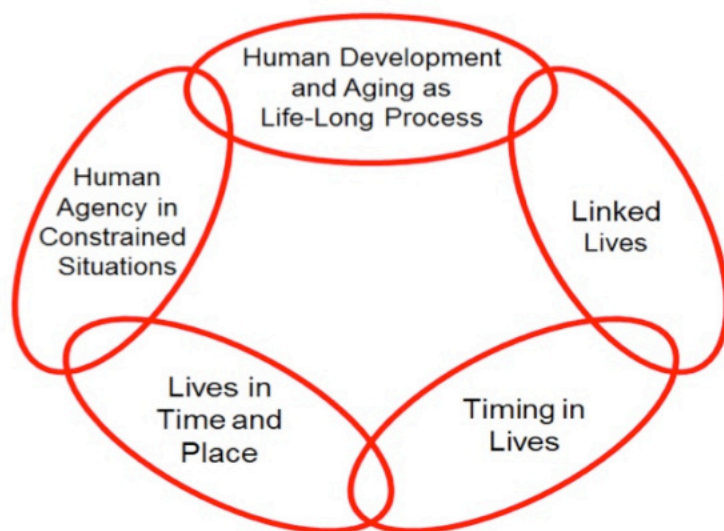 Human Development
and Aging as
Life-Long Process
Human
Agency in
Constrained
Situations
Linked
Lives
Lives in
Time and
Place
Timing in
Lives